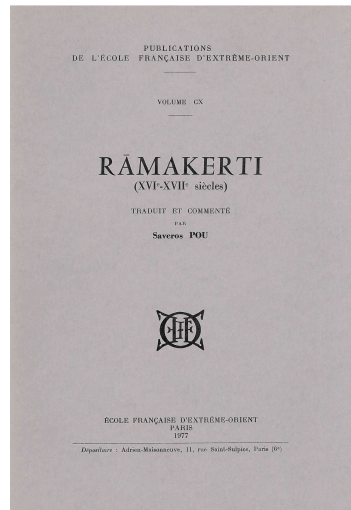 PUBLICATIONS
DE L'ÉCOLE FRANÇAISE D'EXTRÊME-ORIENT
VOLUME CX
RĀMAKERTI
(XVIe-XVIIe siècles)
TRADUIT ET COMMENTÉ
PAR
Saveros POU
ÉCOLE FRANÇAISE D'EXTRÊME-ORIENT
PARIS
1977
Dépositaire : Adrien-Maisonneuve, 11, rue Saint-Sulpice, Paris (6e)